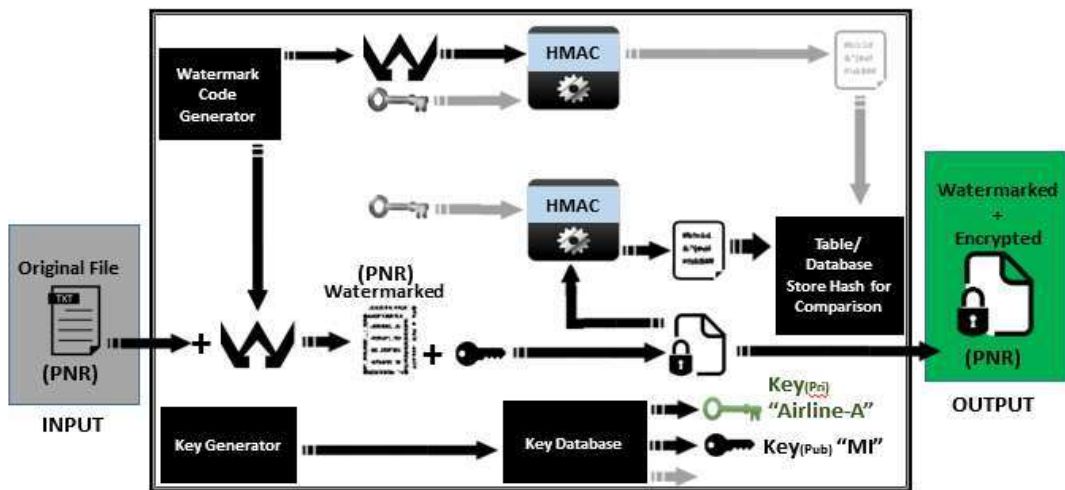 Watermark
Code
Generator
HMAC
HMAC
Original File
TXT
(PNR)
INPUT
+
(PNR)
Watermarked
+
Table/
Database
Store Hash for
Comparison
Watermarked
+
Encrypted
(PNR)
OUTPUT
Key Generator
Key Database
Key(Pri)
"Airline-A"
Key(Pub) "MI"